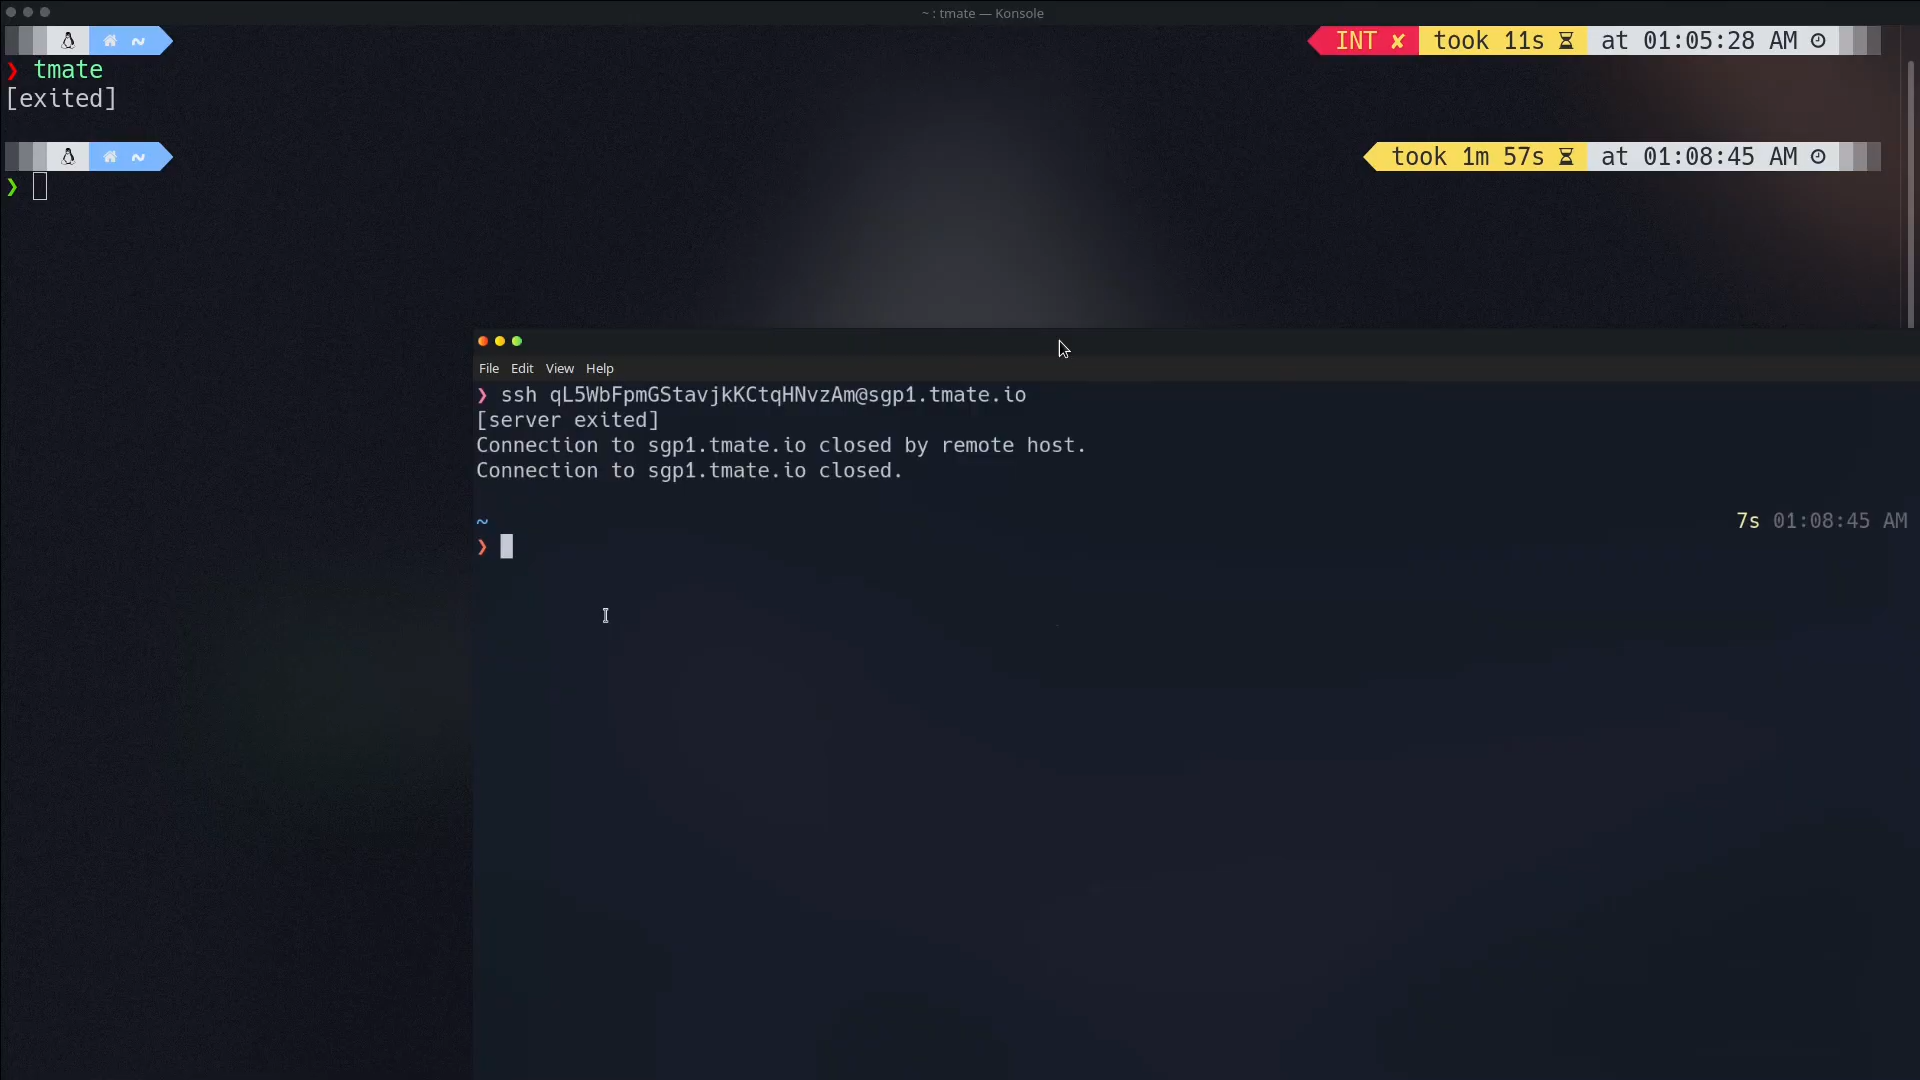 ~ : tmate — Konsole
~ INT ✘ took 11s at 01:05:28 AM
❯ tmate
[exited]
~ took 1m 57s at 01:08:45 AM
❯
File Edit View Help
❯ ssh qL5WbFpmGStavjkKCtqHNvzAm@sgp1.tmate.io
[server exited]
Connection to sgp1.tmate.io closed by remote host.
Connection to sgp1.tmate.io closed.
~ 7s 01:08:45 AM
❯